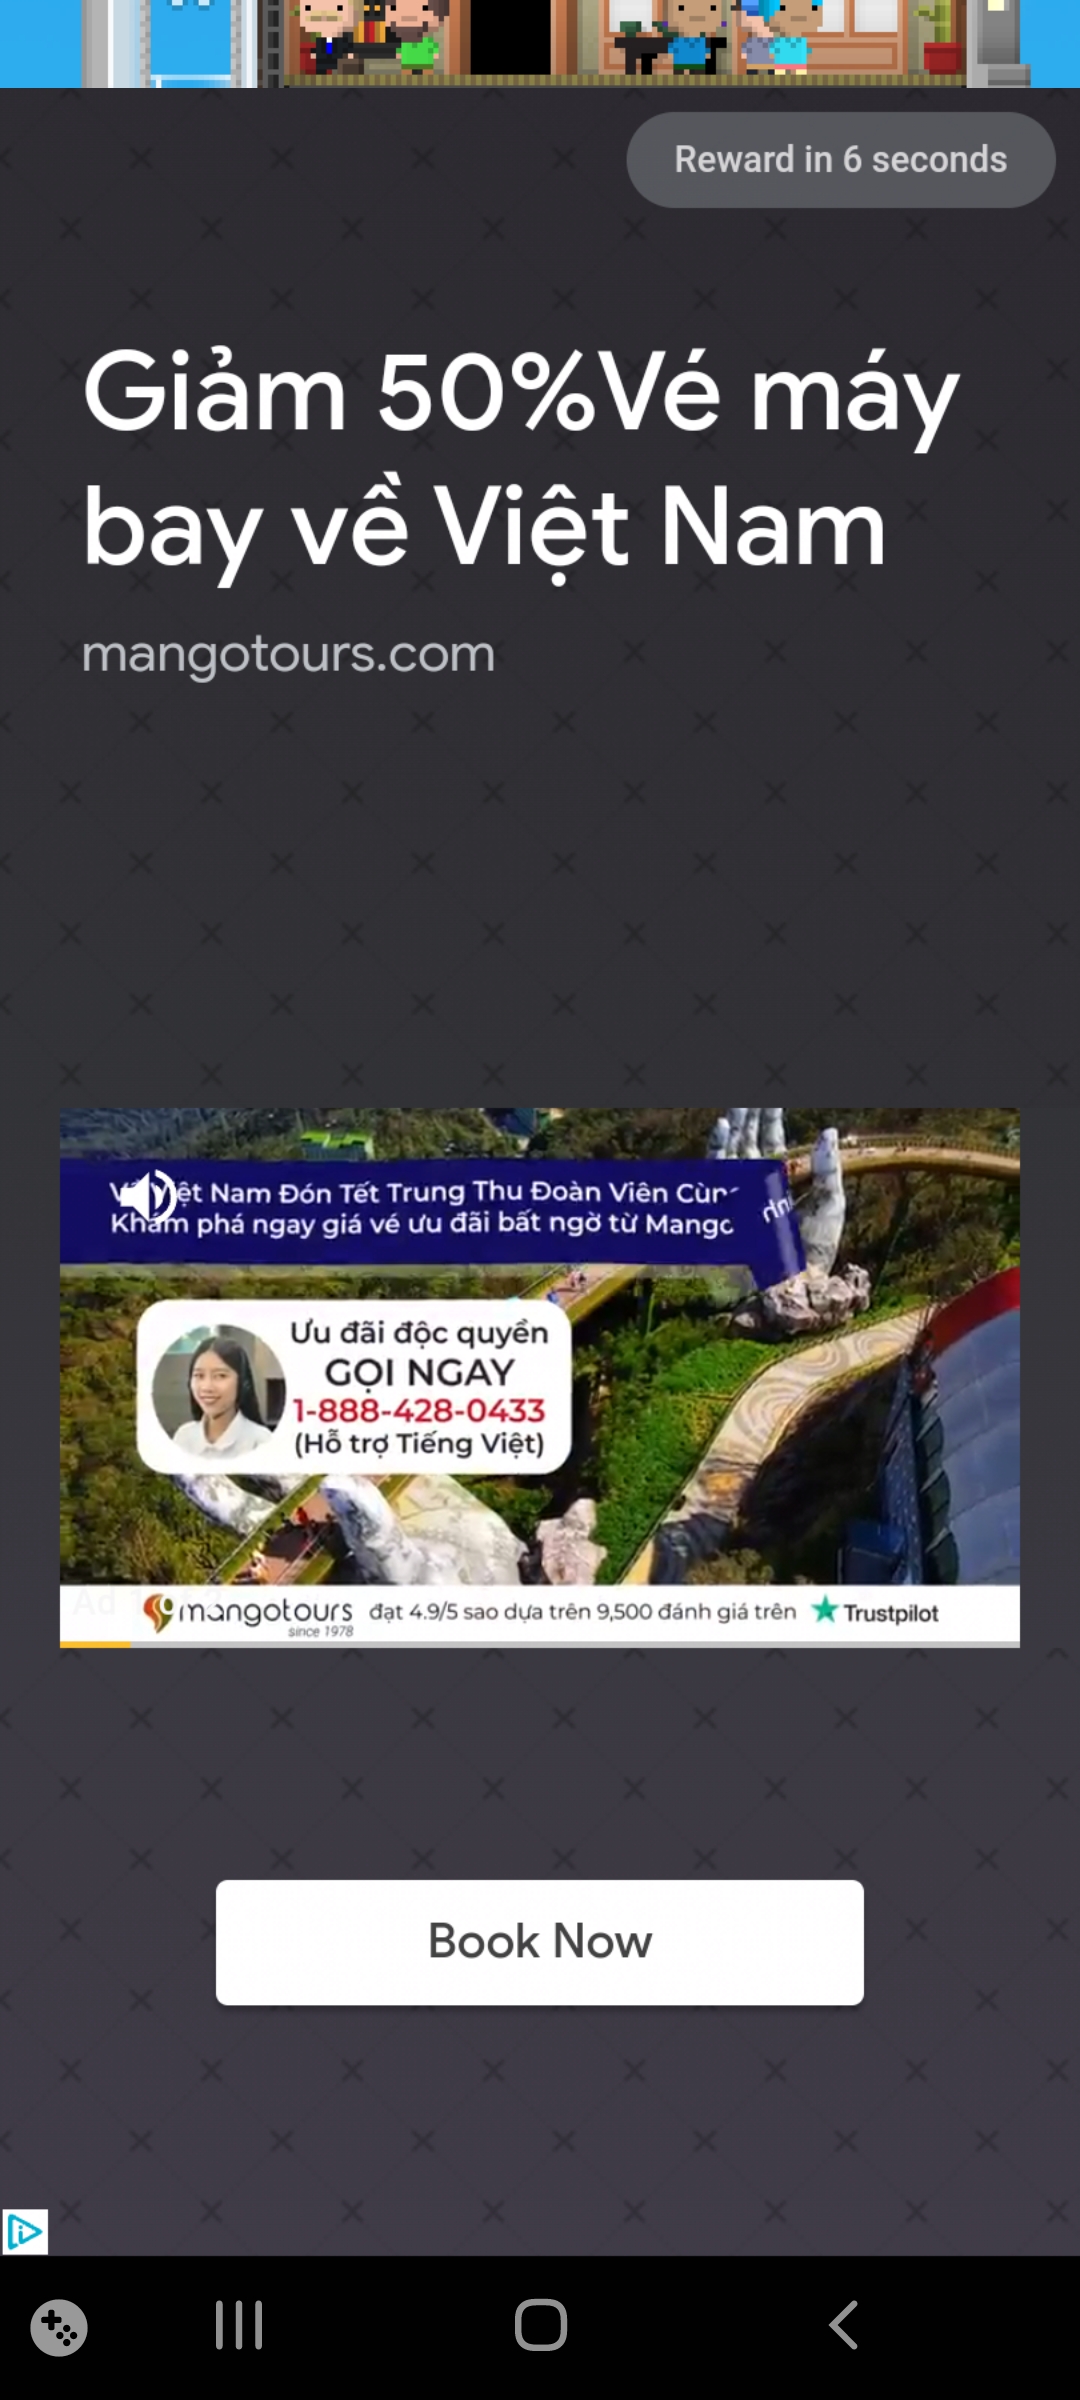 Reward in 6 seconds
Giảm 50%Vé máy
bay về Việt Nam
mangotours.com
Nam Đón Tết Trung Thu Đoàn Viên
Khám phá ngay giá vé ưu đãi bất ngờ từ
Ưu đãi độc quyền
GỌI NGAY
1-888-428-0433
(Hỗ trợ Tiếng Việt)
mangotours đạt 4.9/5 sao dựa trên 9,500 đánh giá trên Trustpilot
since 1978
Book Now